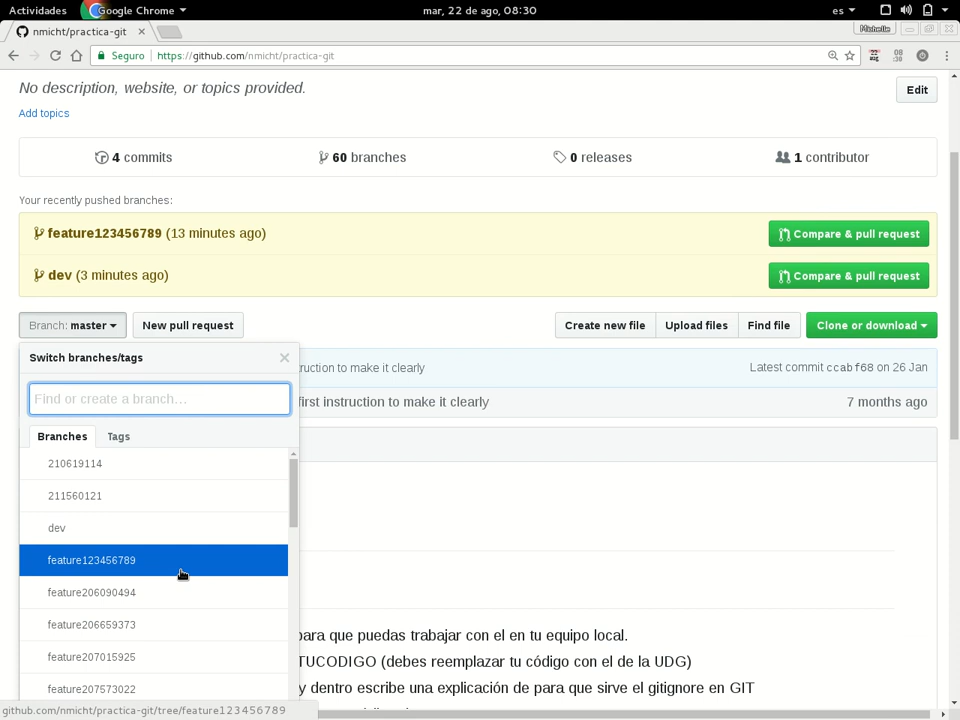 Actividades Google Chrome mar, 22 de ago, 08:30 es
nmicht/practica-git Michelle
Seguro https://github.com/nmicht/practica-git
No description, website, or topics provided. Edit
Add topics
4 commits 60 branches 0 releases 1 contributor
Your recently pushed branches:
feature123456789 (13 minutes ago) Compare & pull request
dev (3 minutes ago) Compare & pull request
Branch: master New pull request Create new file Upload files Find file Clone or download
Switch branches/tags
ruction to make it clearly Latest commit ccabf68 on 26 Jan
Find or create a branch...
first instruction to make it clearly 7 months ago
Branches Tags
210619114
211560121
dev
feature123456789
feature206090494
feature206659373
para que puedas trabajar con el en tu equipo local.
feature207015925
TUCODIGO (debes reemplazar tu código con el de la UDG)
feature207573022
y dentro escribe una explicación de para que sirve el gitignore en GIT
github.com/nmicht/practica-git/tree/feature123456789